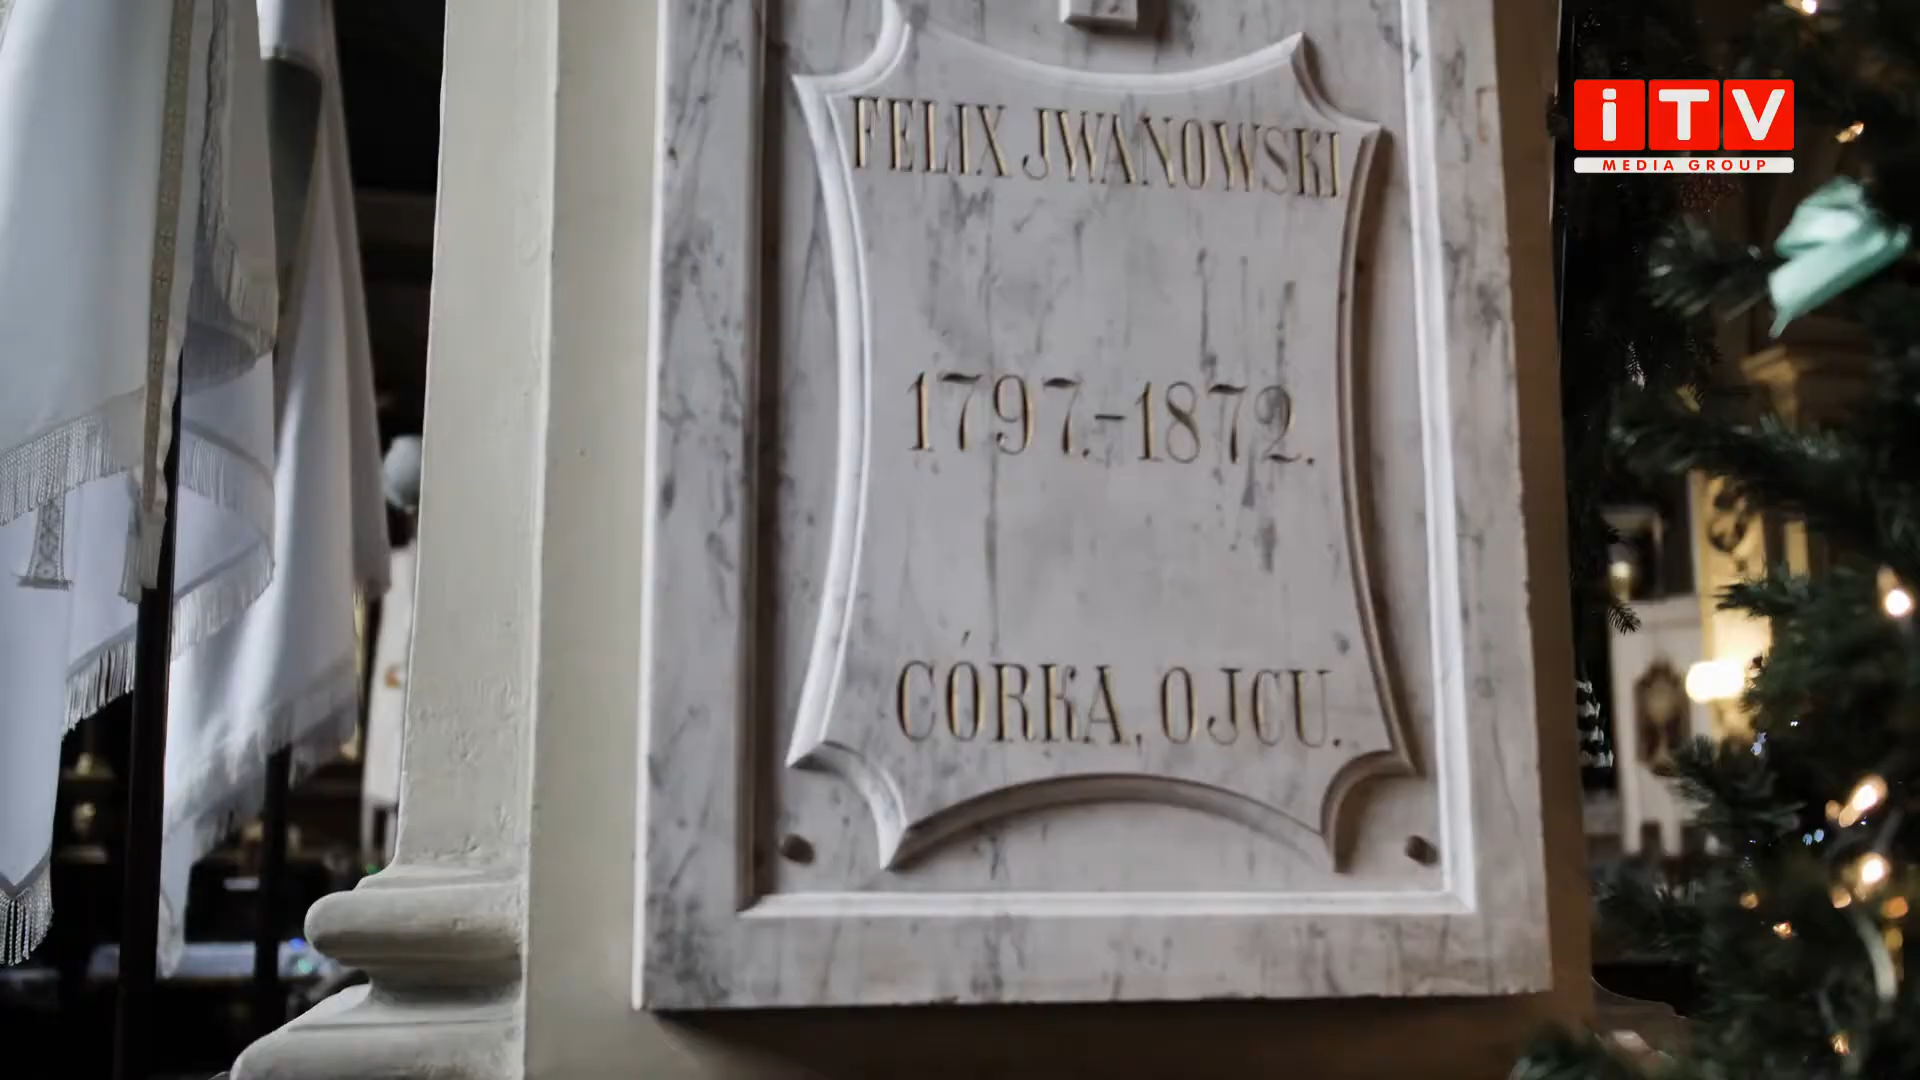 FELIX JWANOWSKI
1797.-1872.
CÓRKA, OJCU.
iTV
MEDIA GROUP